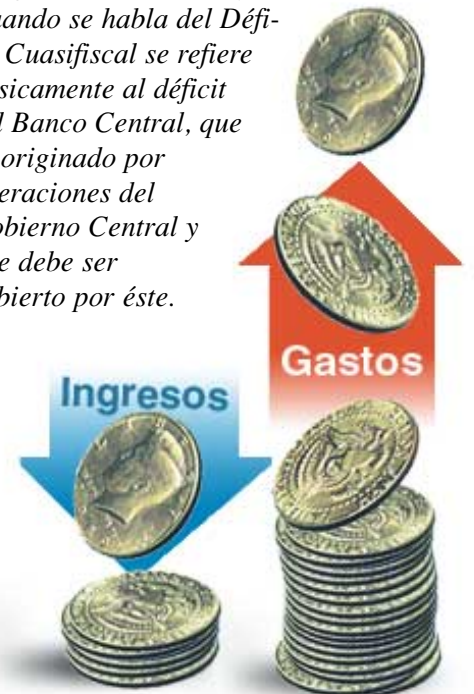 uando se habla del Défi-
Cuasifiscal se refiere
sicamente al déficit
l Banco Central, que
originado por
eraciones del
obierno Central y
e debe ser
bierto por éste.
Gastos
Ingresos